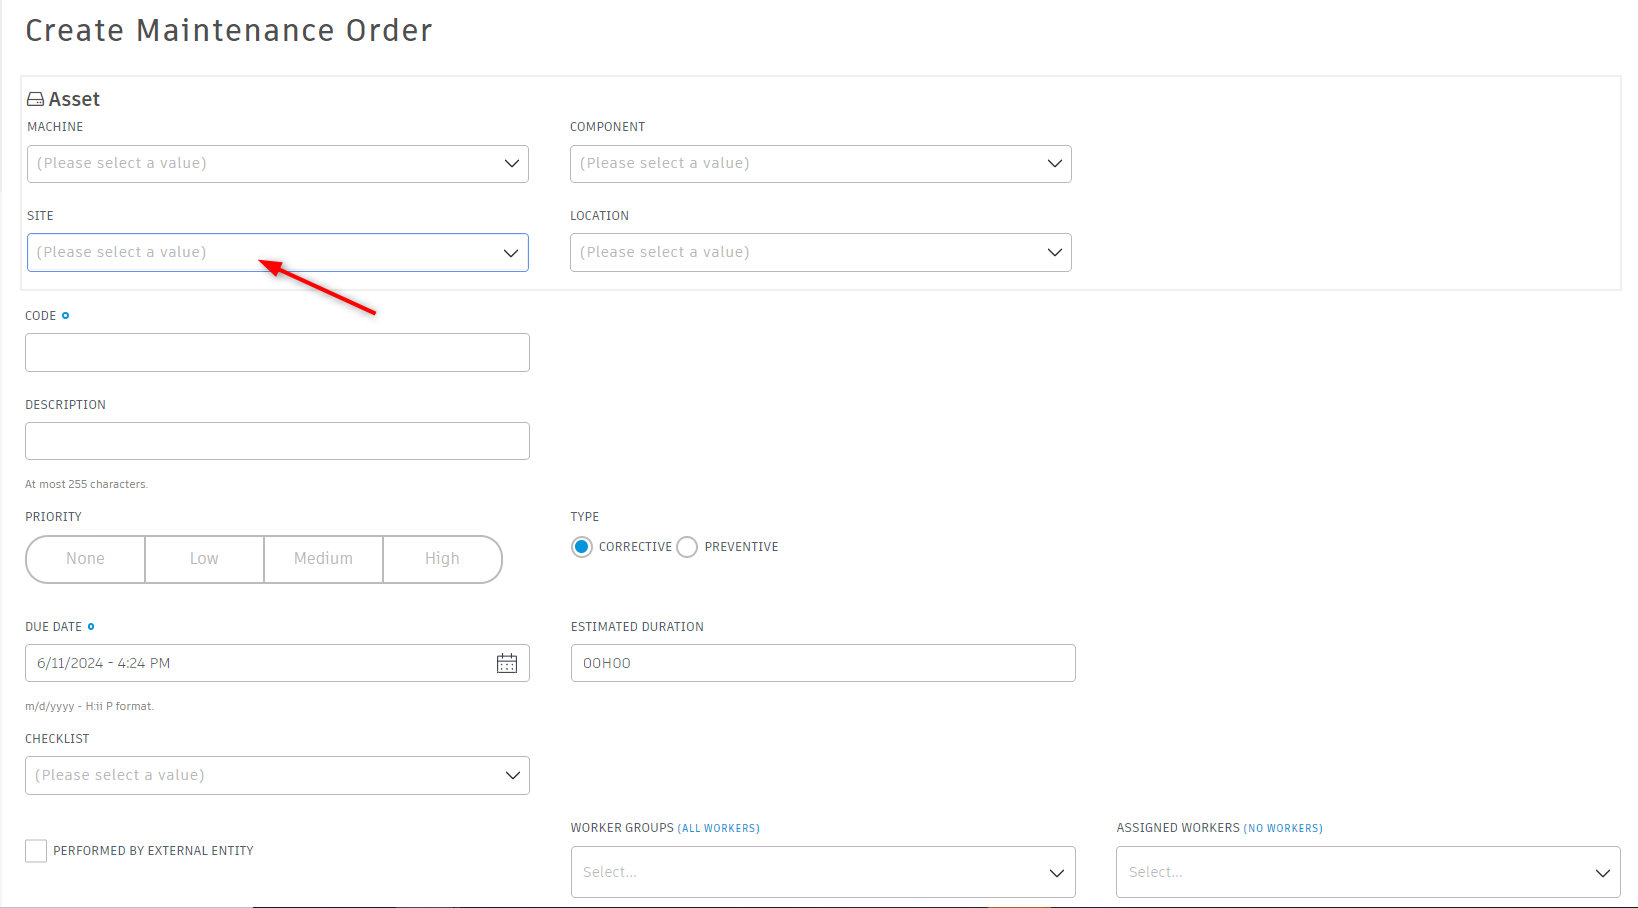 Create Maintenance Order
Asset
MACHINE
COMPONENT
(Please select a value)
(Please select a value)
SITE
LOCATION
(Please select a value)
(Please select a value)
CODE
DESCRIPTION
At most 255 characters.
PRIORITY
TYPE
None
Low
Medium
High
CORRECTIVE
PREVENTIVE
DUE DATE
ESTIMATED DURATION
6/11/2024 - 4:24 PM
00H00
m/d/yyyy - H:ii P format.
CHECKLIST
(Please select a value)
PERFORMED BY EXTERNAL ENTITY
WORKER GROUPS (ALL WORKERS)
ASSIGNED WORKERS (NO WORKERS)
Select...
Select...